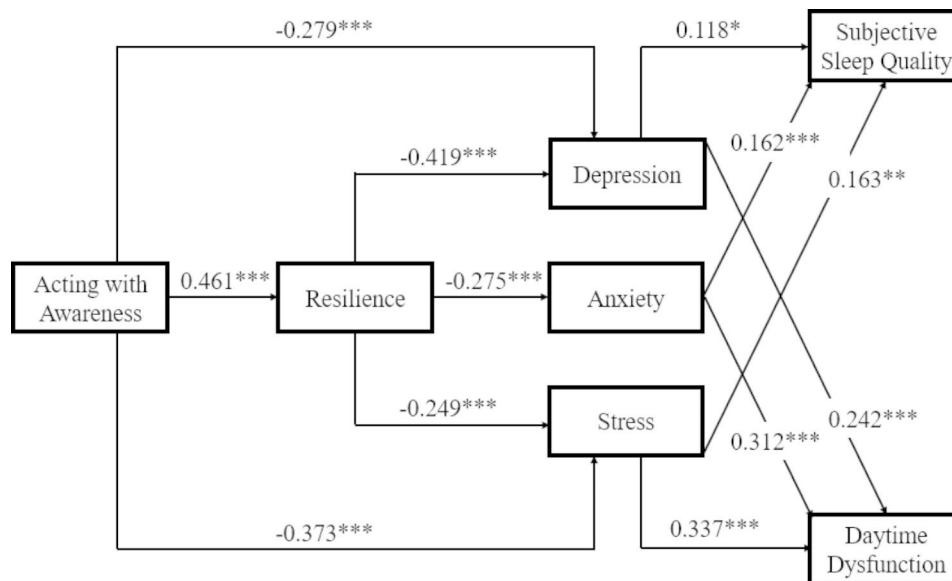 -0.279***
0.118*
Subjective
Sleep Quality
0.162***
-0.419***
Depression
0.163**
Acting with
Awareness
0.461***
Resilience
-0.275***
Anxiety
-0.249***
Stress
0.242***
0.312***
-0.373***
0.337***
Daytime
Dysfunction